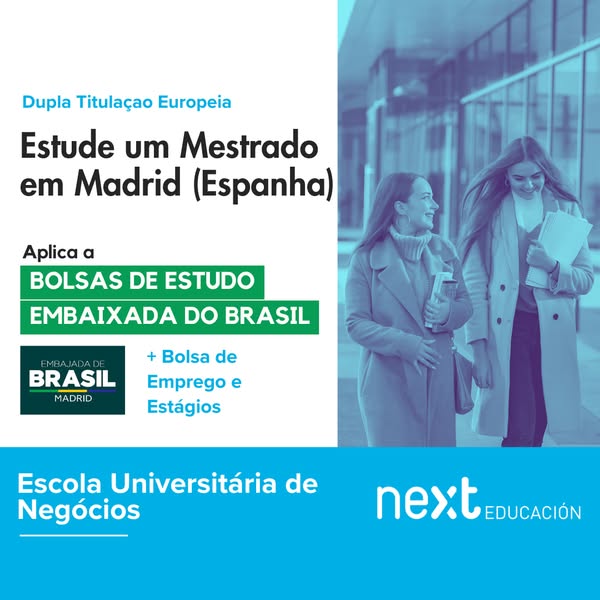 Dupla Titulaçao Europeia
Estude um Mestrado
em Madrid (Espanha)
Aplica a
BOLSAS DE ESTUDO
EMBAIXADA DO BRASIL
EMBAJADA DE
BRASIL
MADRID
+ Bolsa de
Emprego e
Estágios
Escola Universitária de
Negócios
next EDUCACIÓN